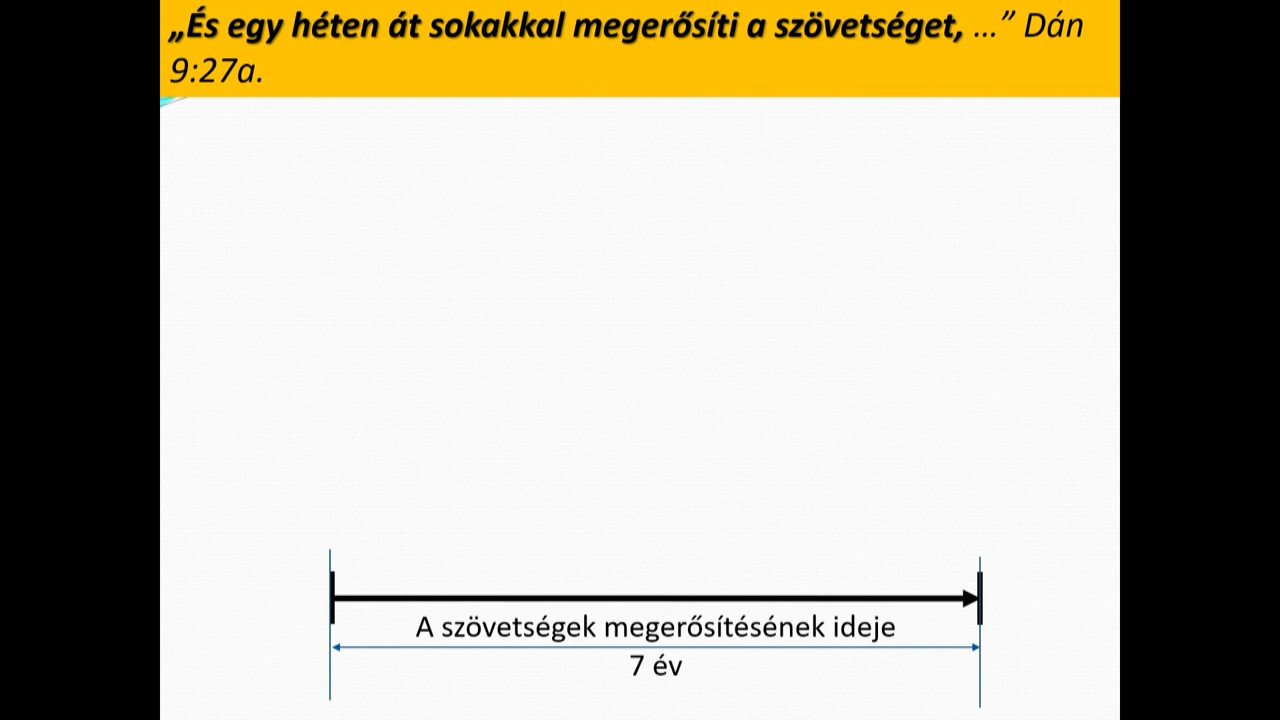 „És egy héten át sokakkal megerősíti a szövetséget, ...” Dán
9:27a.
A szövetségek megerősítésének ideje
7 év